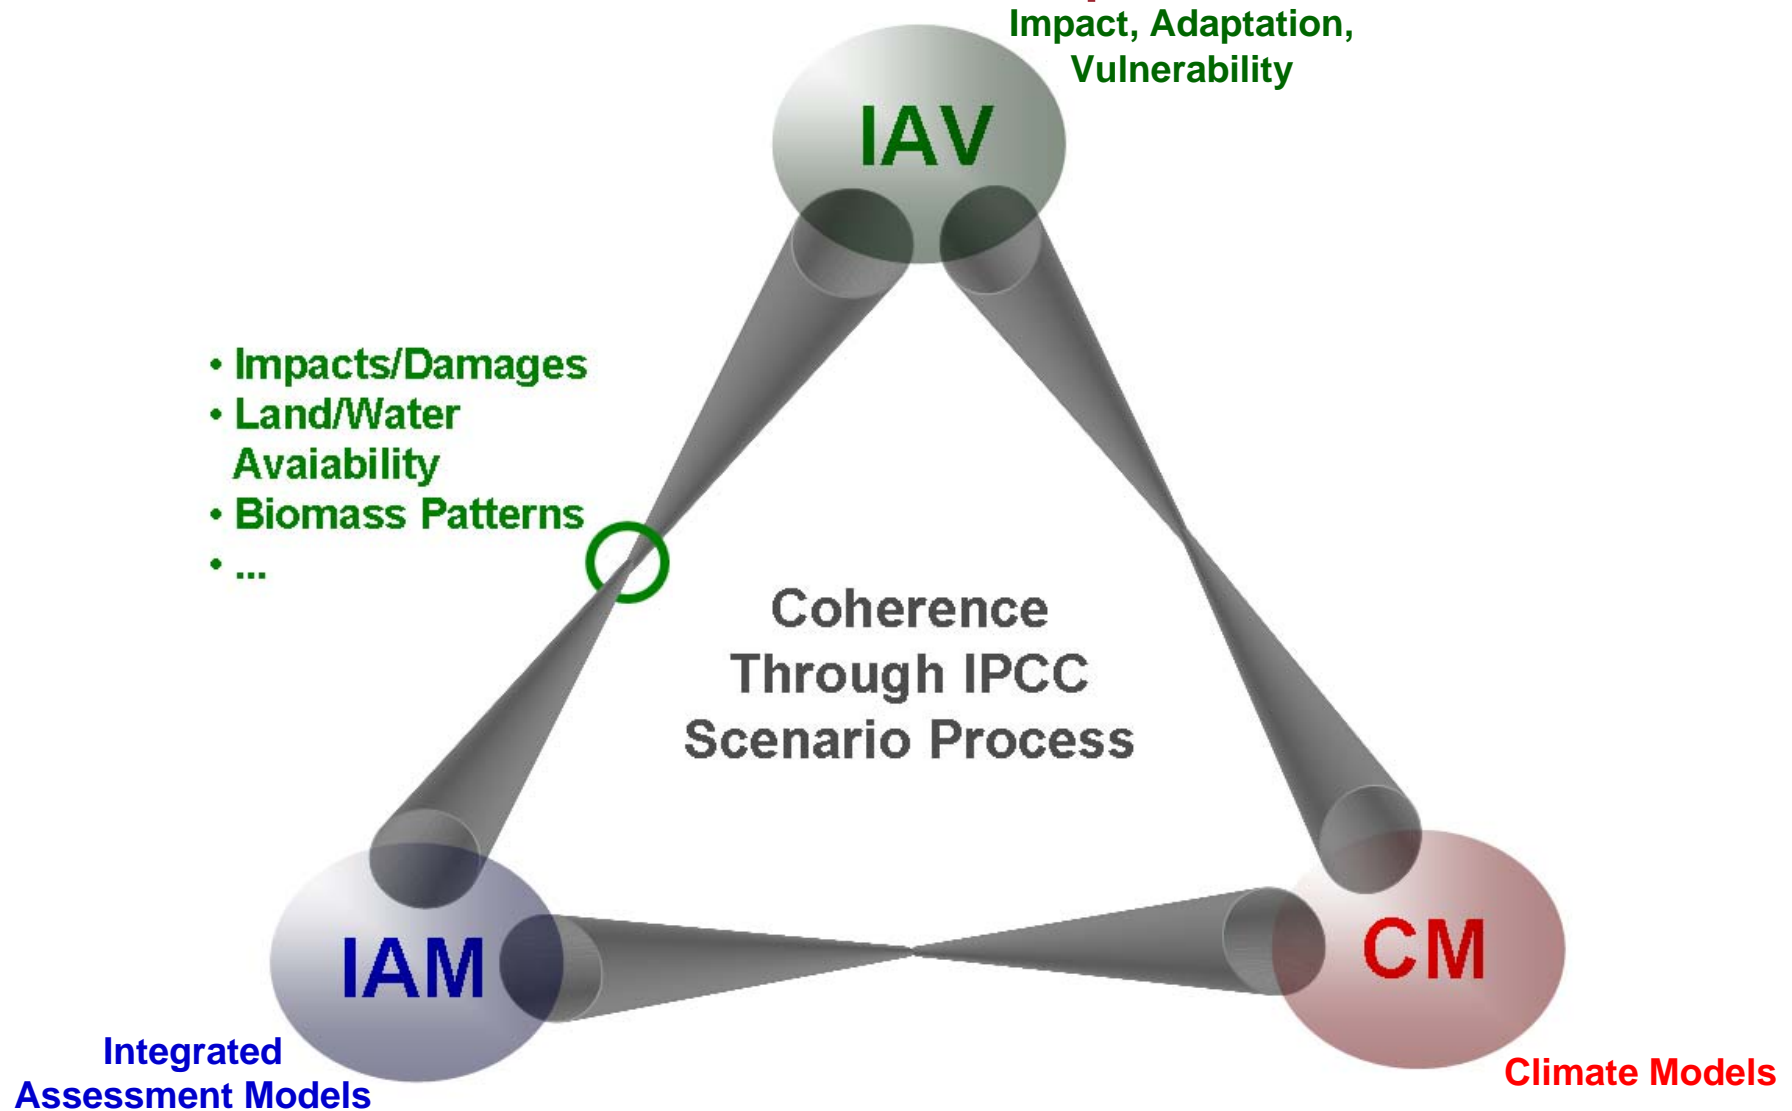 Impact, Adaptation,
Vulnerability
IAV
• Impacts/Damages
• Land/Water
Avaiability
• Biomass Patterns
• ...
Coherence
Through IPCC
Scenario Process
IAM
CM
Integrated
Assessment Models
Climate Models